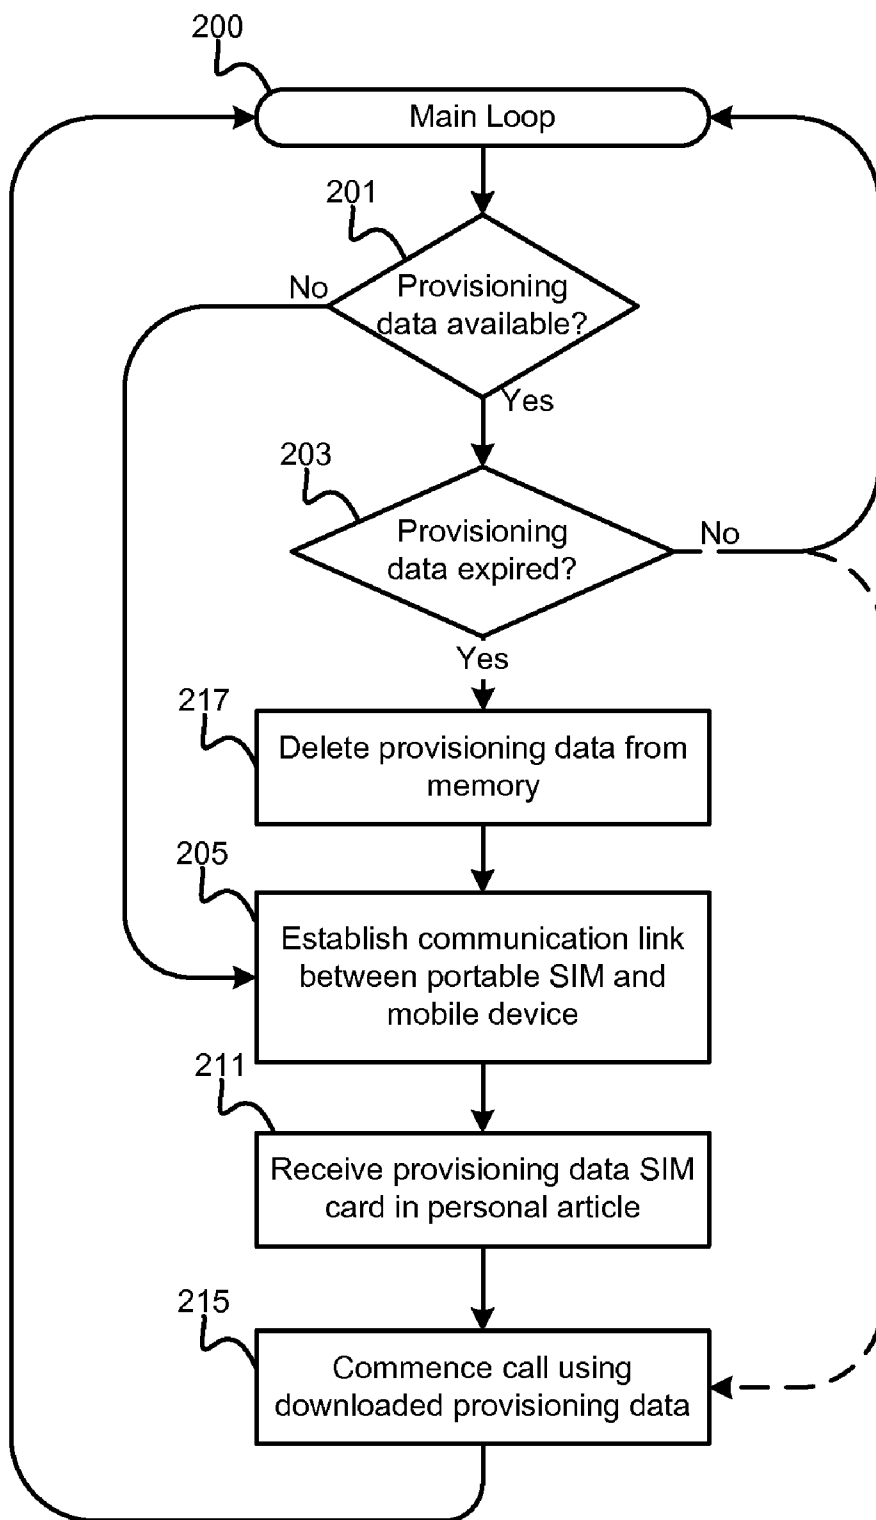 200
Main Loop
201
No
Provisioning
data available?
Yes
203
Provisioning
data expired?
No
Yes
217
Delete provisioning data from
memory
205
Establish communication link
between portable SIM and
mobile device
211
Receive provisioning data SIM
card in personal article
215
Commence call using
downloaded provisioning data